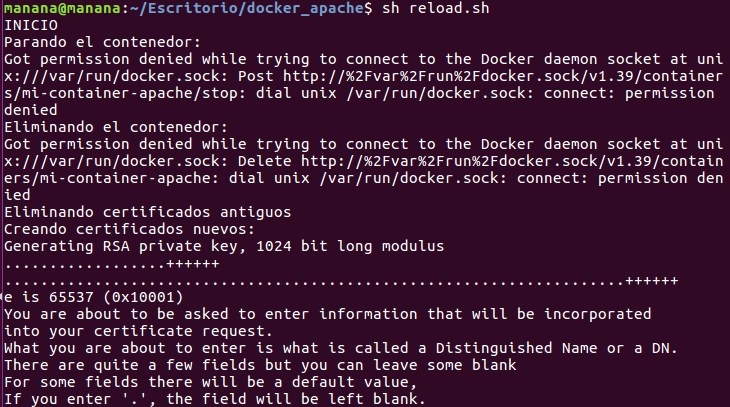 manana@manana:~/Escritorio/docker_apache$ sh reload.sh
INICIO
Parando el contenedor:
Got permission denied while trying to connect to the Docker daemon socket at uni
x:///var/run/docker.sock: Post http://%2Fvar%2Frun%2Fdocker.sock/v1.39/container
s/mi-container-apache/stop: dial unix /var/run/docker.sock: connect: permission
denied
Eliminando el contenedor:
Got permission denied while trying to connect to the Docker daemon socket at uni
x:///var/run/docker.sock: Delete http://%2Fvar%2Frun%2Fdocker.sock/v1.39/contain
ers/mi-container-apache: dial unix /var/run/docker.sock: connect: permission den
ied
Eliminando certificados antiguos
Creando certificados nuevos:
Generating RSA private key, 1024 bit long modulus
..................++++++
.....................................................................++++++
e is 65537 (0x10001)
You are about to be asked to enter information that will be incorporated
into your certificate request.
What you are about to enter is what is called a Distinguished Name or a DN.
There are quite a few fields but you can leave some blank
For some fields there will be a default value,
If you enter '.', the field will be left blank.